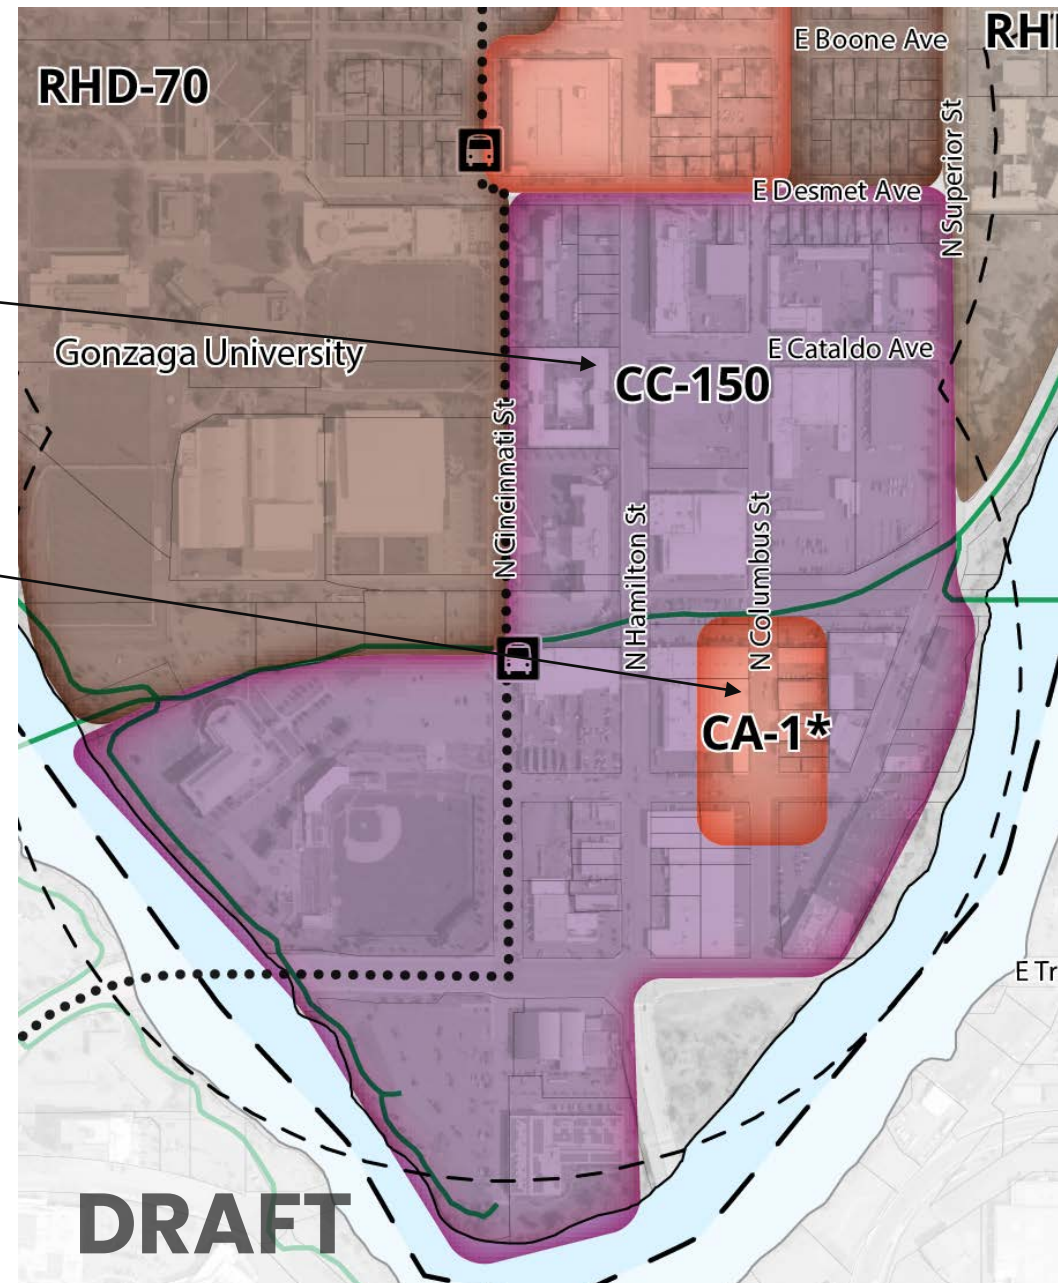 E Boone Ave
RH
RHD-70
N Superior St
E Desmet Ave
Gonzaga University
E Cataldo Ave
CC-150
N Cincinnati St
N Hamilton St
N Columbus St
CA-1*
E Tr
DRAFT